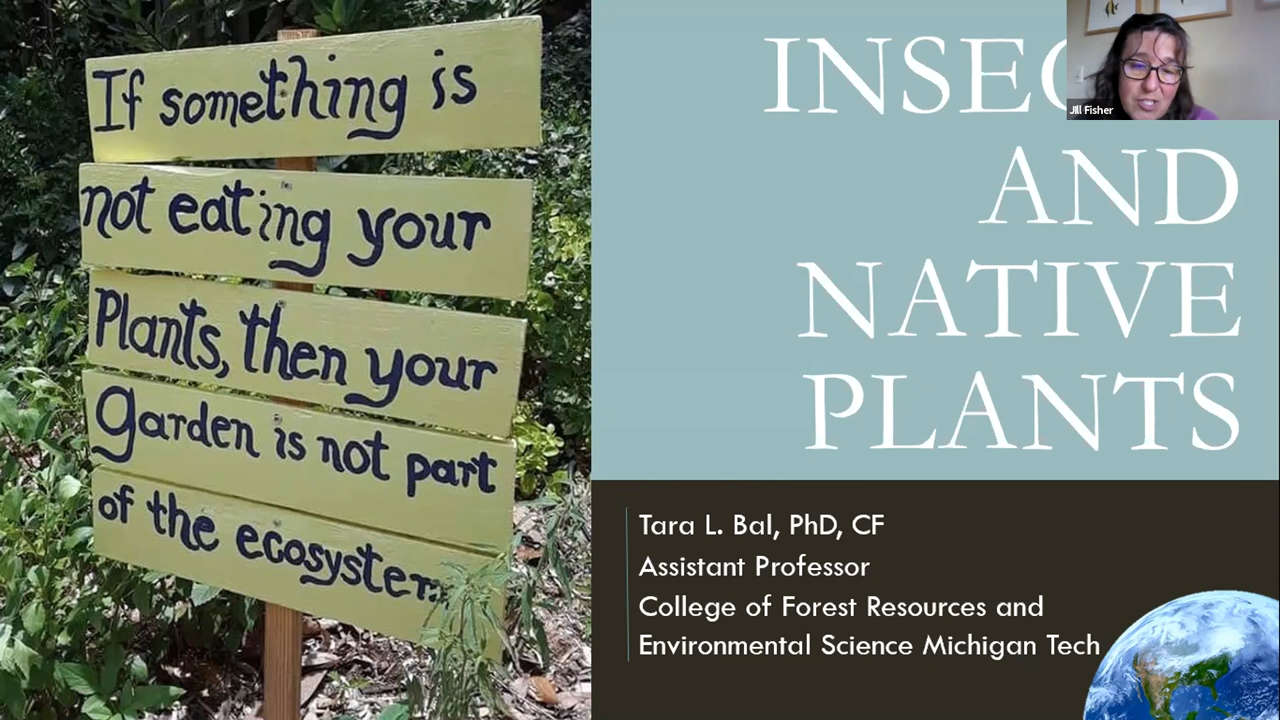 If something is
not eating your
Plants, then your
Garden is not part
of the ecosystem
INSEC
AND
NATIVE
PLANTS
Jill Fisher
Tara L. Bal, PhD, CF
Assistant Professor
College of Forest Resources and
Environmental Science Michigan Tech